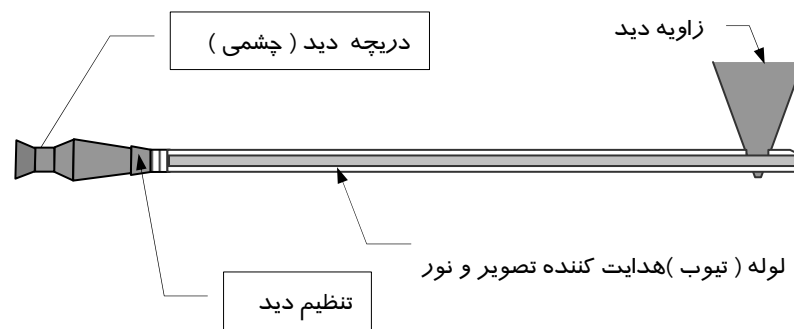 زاویه دید
دریچه دید ( چشمی )
لوله ( تیوب )هدایت کننده تصویر و نور
تنظیم دید